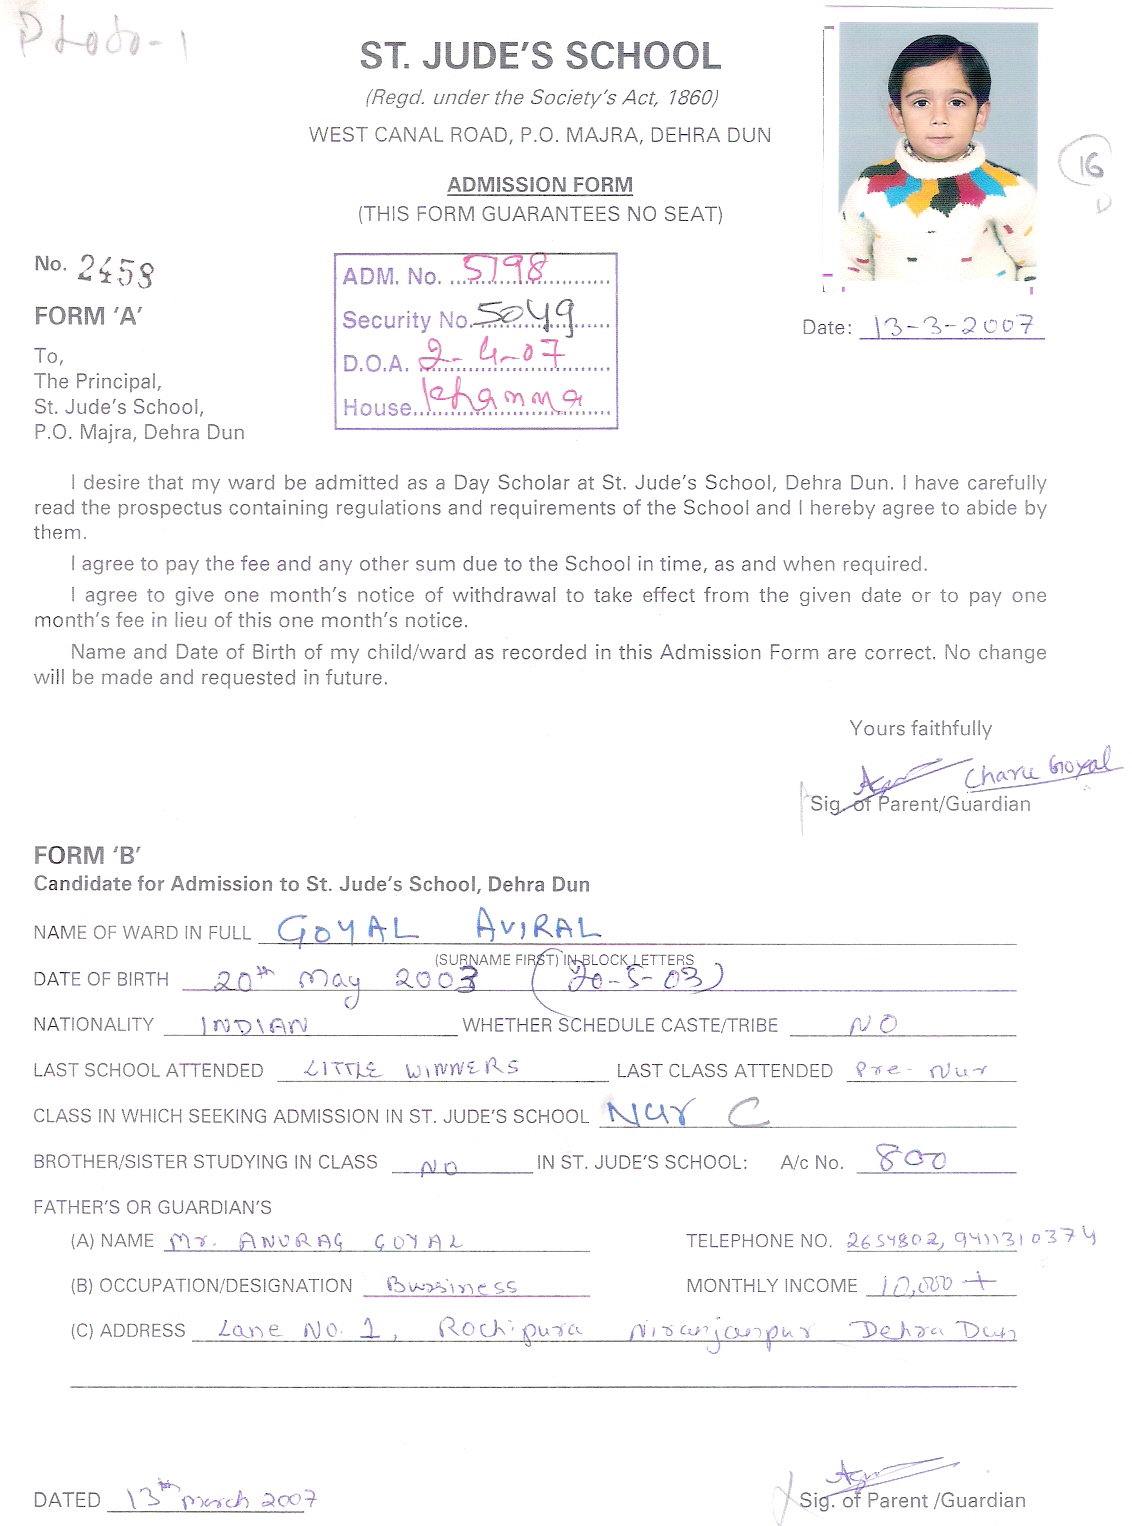 Photo-1
ST. JUDE'S SCHOOL
(Regd. under the Society's Act, 1860)
WEST CANAL ROAD, P.O. MAJRA, DEHRA DUN
16
ADMISSION FORM
(THIS FORM GUARANTEES NO SEAT)
No. 2458
ADM. No. 5198
Security No. 5049
D.O.A. 2-4-07
House Khanna
FORM 'A'
Date: 13-3-2007
To,
The Principal,
St. Jude's School,
P.O. Majra, Dehra Dun
I desire that my ward be admitted as a Day Scholar at St. Jude's School, Dehra Dun. I have carefully
read the prospectus containing regulations and requirements of the School and I hereby agree to abide by
them.
I agree to pay the fee and any other sum due to the School in time, as and when required.
I agree to give one month's notice of withdrawal to take effect from the given date or to pay one
month's fee in lieu of this one month's notice.
Name and Date of Birth of my child/ward as recorded in this Admission Form are correct. No change
will be made and requested in future.
Yours faithfully
Charu Goyal
Sig. of Parent/Guardian
FORM 'B'
Candidate for Admission to St. Jude's School, Dehra Dun
NAME OF WARD IN FULL GOYAL AVIRAL
(SURNAME FIRST) IN BLOCK LETTERS
DATE OF BIRTH 20th May 2003 (20-5-03)
NATIONALITY INDIAN WHETHER SCHEDULE CASTE/TRIBE NO
LAST SCHOOL ATTENDED LITTLE WINNERS LAST CLASS ATTENDED Pre-Nur
CLASS IN WHICH SEEKING ADMISSION IN ST. JUDE'S SCHOOL Nur C
BROTHER/SISTER STUDYING IN CLASS NO IN ST. JUDE'S SCHOOL: A/c No. 800
FATHER'S OR GUARDIAN'S
(A) NAME Mr. ANURAG GOYAL TELEPHONE NO. 2654802, 9411310374
(B) OCCUPATION/DESIGNATION Bussiness MONTHLY INCOME 10,000 +
(C) ADDRESS Lane No. 1, Rochipura Niranjanpur Dehra Dun
DATED 13th March 2007 Sig. of Parent /Guardian